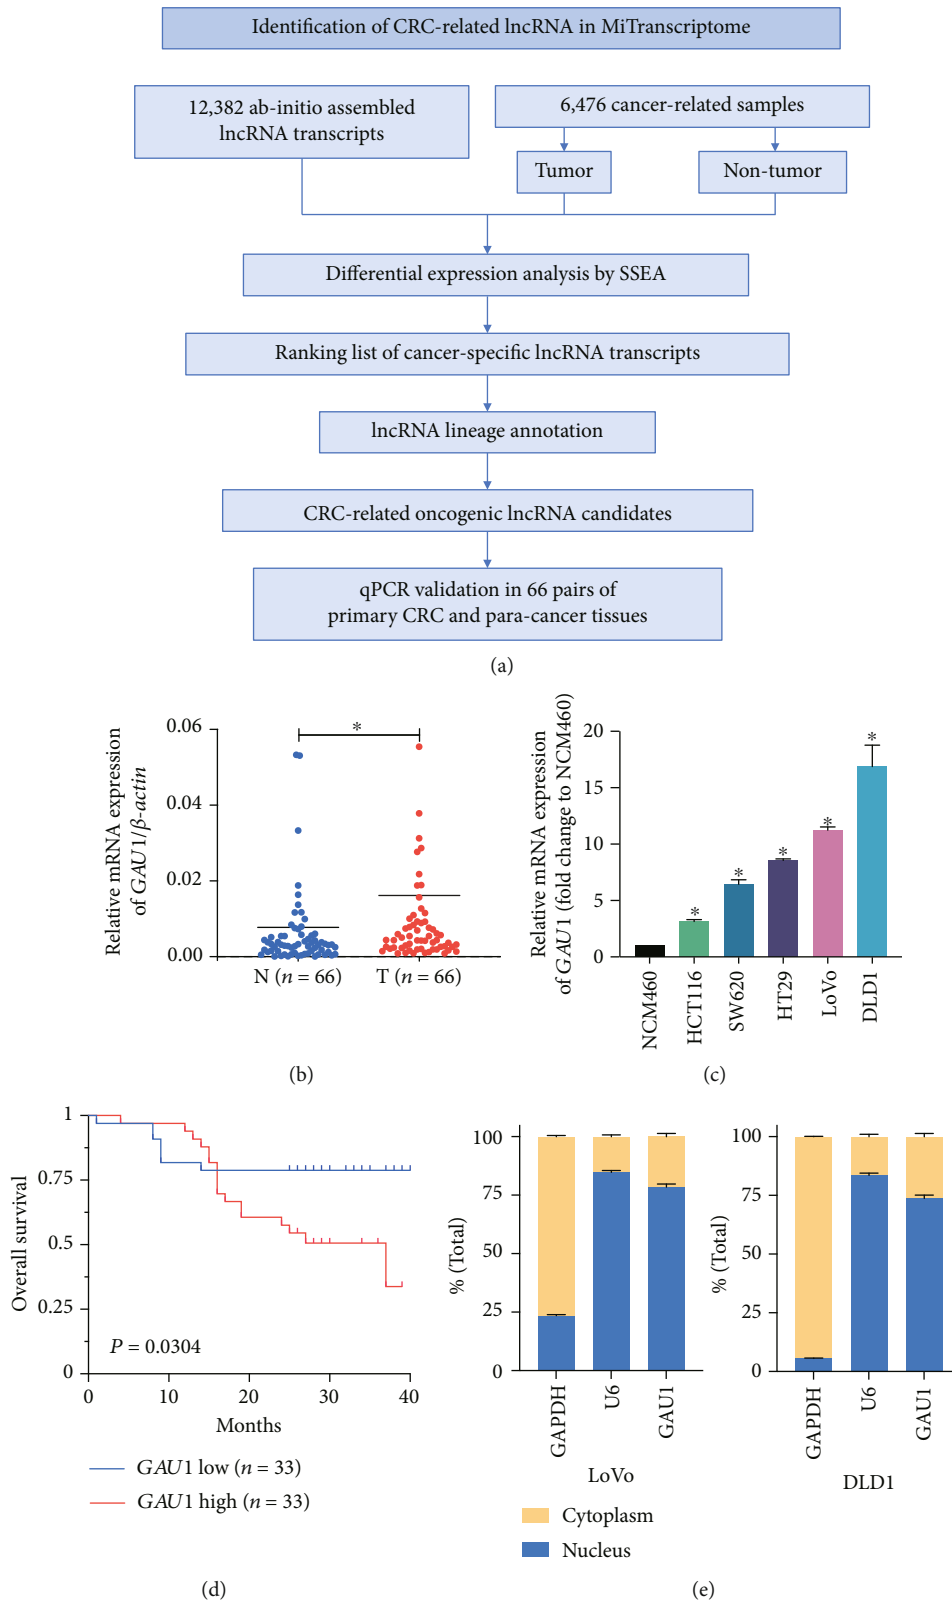 Identification of CRC-related lncRNA in MiTranscriptome
12,382 ab-initio assembled
lncRNA transcripts
6,476 cancer-related samples
Tumor
Non-tumor
Differential expression analysis by SSEA
Ranking list of cancer-specific lncRNA transcripts
lncRNA lineage annotation
CRC-related oncogenic lncRNA candidates
qPCR validation in 66 pairs of
primary CRC and para-cancer tissues
(a)
Relative mRNA expression
of GAU1/β-actin
0.06
0.04
0.02
0.00
*
N (n = 66)
T (n = 66)
(b)
Relative mRNA expression
of GAU1 (fold change to NCM460)
20
15
10
5
0
*
*
*
*
*
NCM460
HCT116
SW620
HT29
LoVo
DLD1
(c)
Overall survival
1
0.75
0.5
0.25
0
P = 0.0304
0
10
20
30
40
Months
GAU1 low (n = 33)
GAU1 high (n = 33)
(d)
% (Total)
100
75
50
25
0
GAPDH
U6
GAU1
LoVo
% (Total)
100
75
50
25
0
GAPDH
U6
GAU1
DLD1
Cytoplasm
Nucleus
(e)